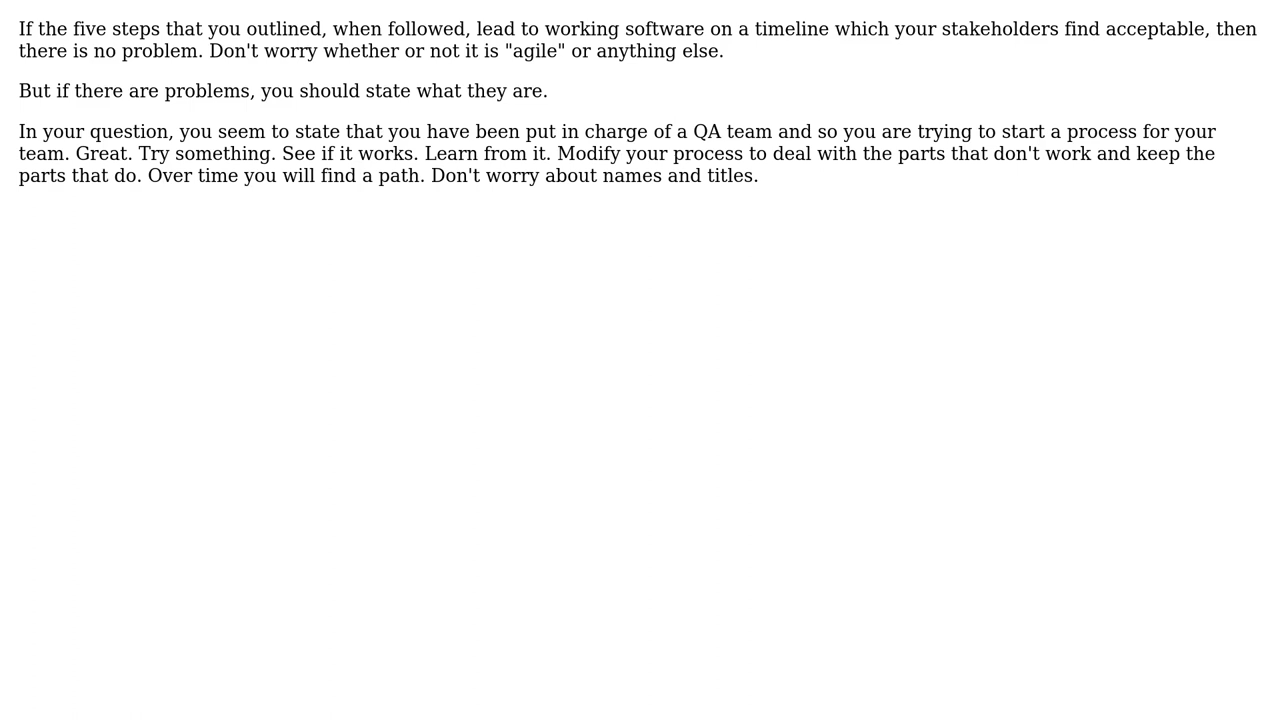 If the five steps that you outlined, when followed, lead to working software on a timeline which your stakeholders find acceptable, then
there is no problem. Don't worry whether or not it is "agile" or anything else.
But if there are problems, you should state what they are.
In your question, you seem to state that you have been put in charge of a QA team and so you are trying to start a process for your
team. Great. Try something. See if it works. Learn from it. Modify your process to deal with the parts that don't work and keep the
parts that do. Over time you will find a path. Don't worry about names and titles.